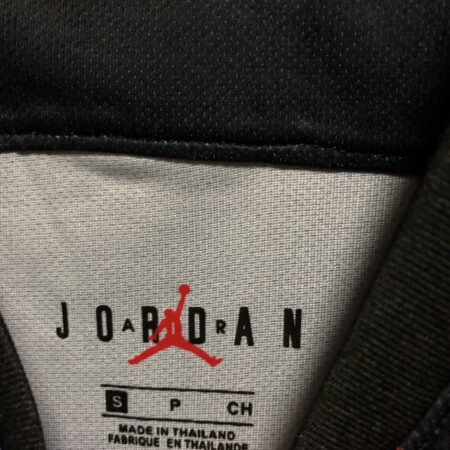 JORDAN
AIR
S P CH
MADE IN THAILAND
FABRIQUE EN THAILANDE